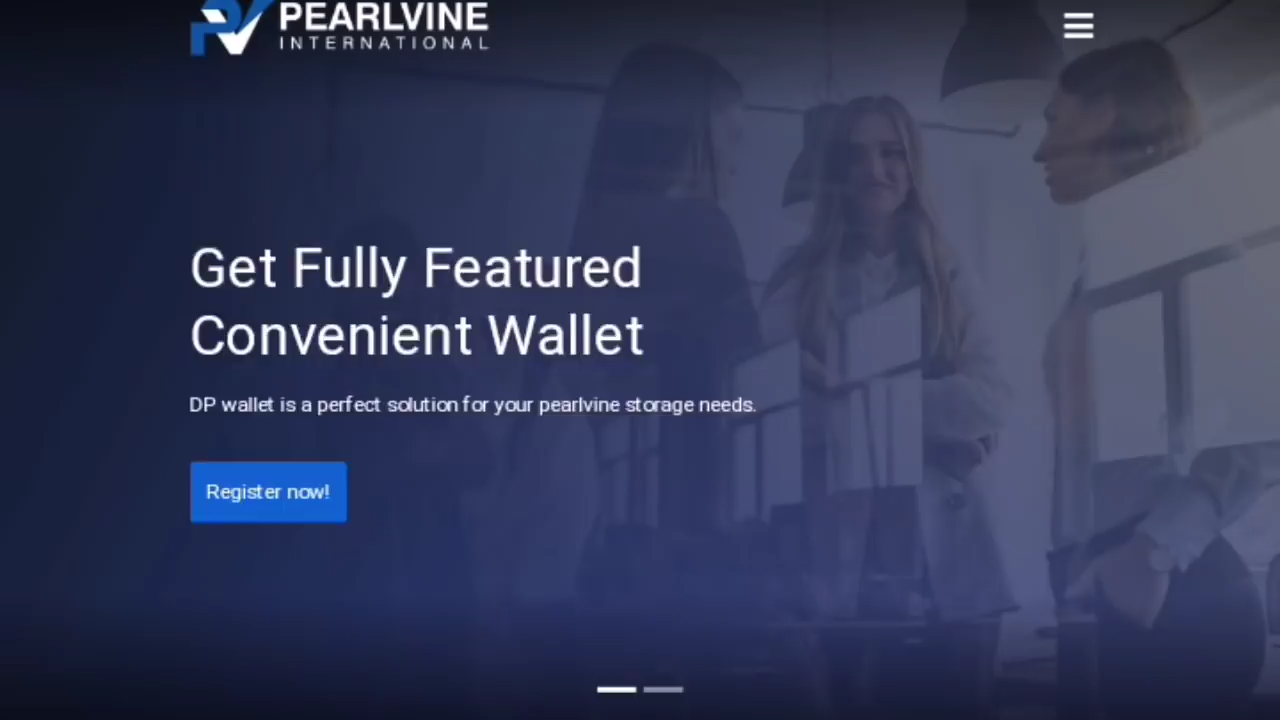 PEARLVINE
INTERNATIONAL
Get Fully Featured
Convenient Wallet
DP wallet is a perfect solution for your pearlvine storage needs.
Register now!